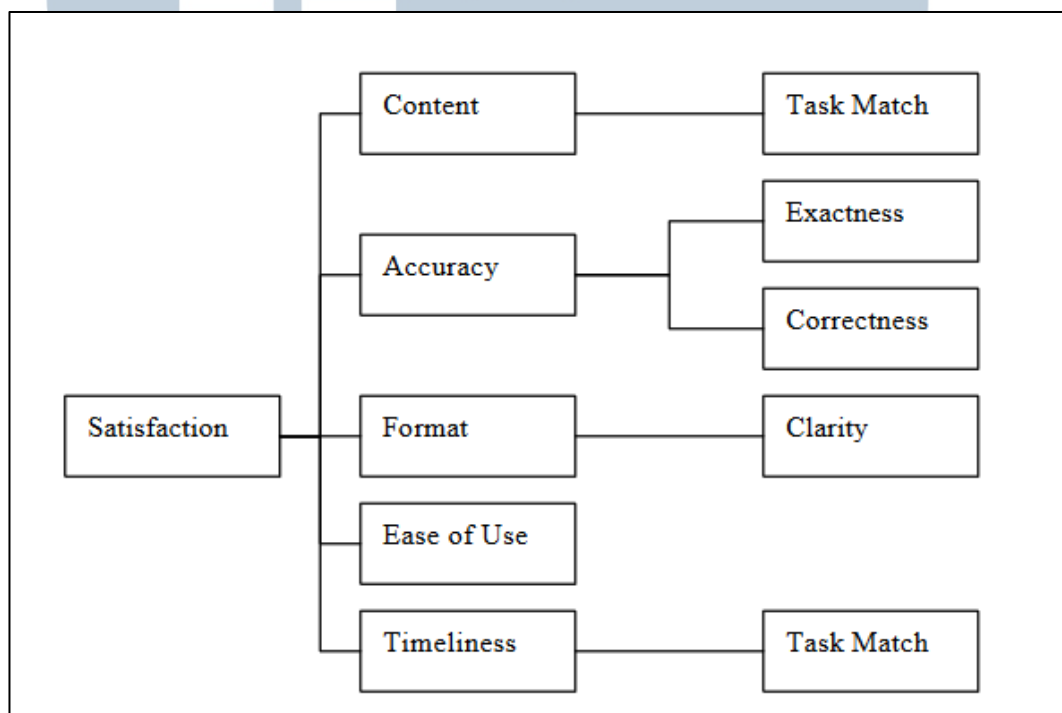 Content
Task Match
Exactness
Accuracy
Correctness
Satisfaction
Format
Clarity
Ease of Use
Timeliness
Task Match